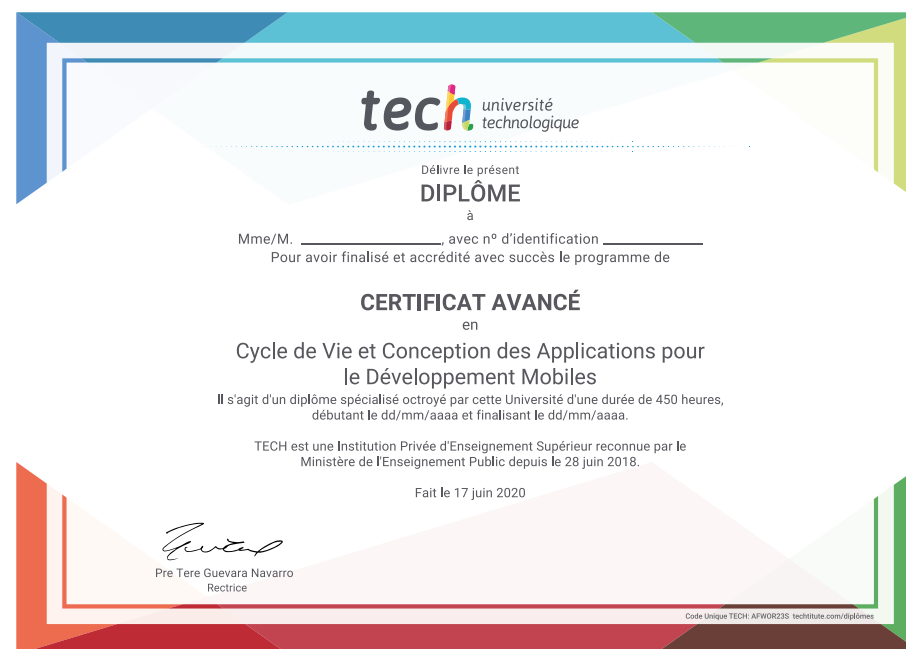 tech université
technologique
Délivre le présent
DIPLÔME
à
Mme/M. ____________________, avec nº d'identification ______________
Pour avoir finalisé et accrédité avec succès le programme de
CERTIFICAT AVANCÉ
en
Cycle de Vie et Conception des Applications pour
le Développement Mobiles
Il s'agit d'un diplôme spécialisé octroyé par cette Université d'une durée de 450 heures,
débutant le dd/mm/aaaa et finalisant le dd/mm/aaaa.
TECH est une Institution Privée d'Enseignement Supérieur reconnue par le
Ministère de l'Enseignement Public depuis le 28 juin 2018.
Fait le 17 juin 2020
Pre Tere Guevara Navarro
Rectrice
Code Unique TECH: AFWOR23S techtitute.com/diplômes